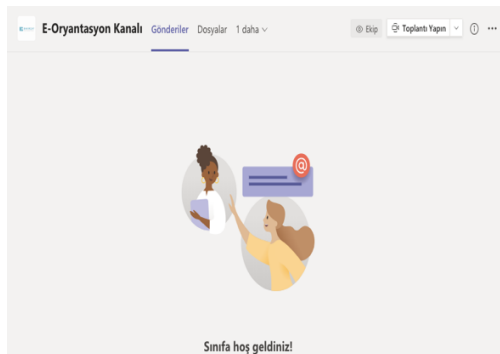 E-Oryantasyon Kanalı Gönderiler Dosyalar 1 daha Ekip Toplantı Yapın
@
Sınıfa hoş geldiniz!